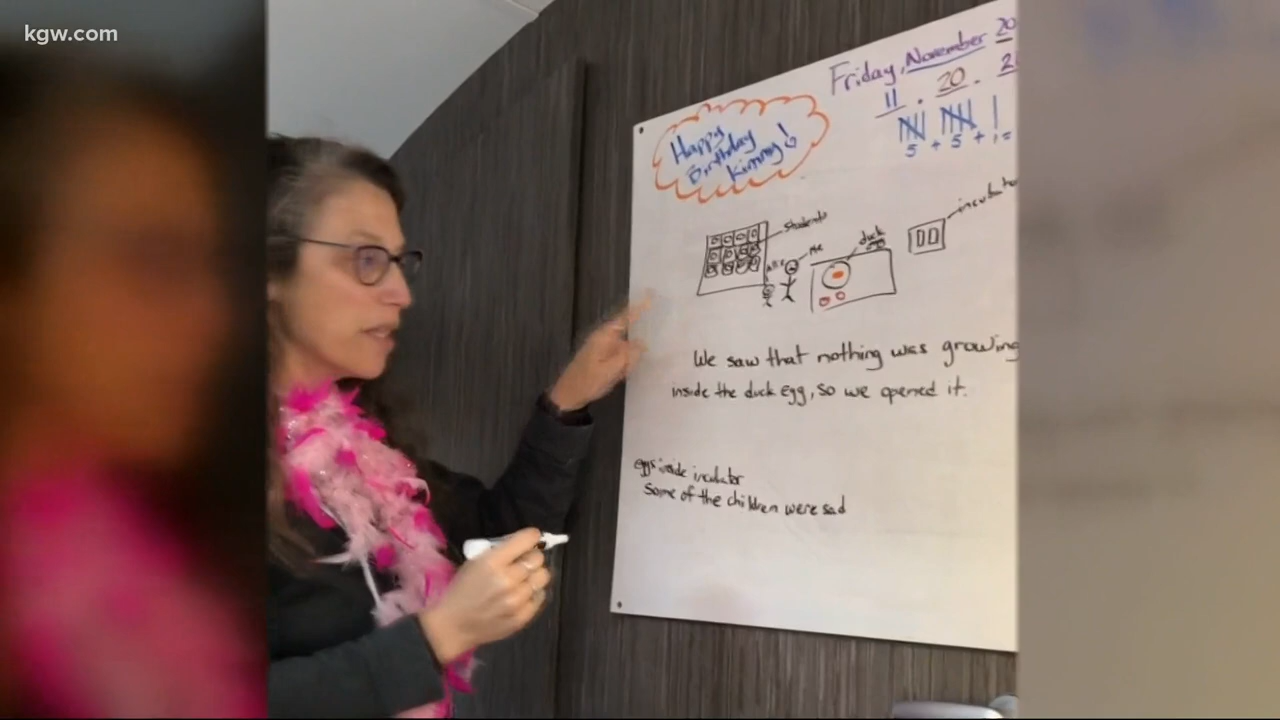 kgw.com
Friday, November 20
11 . 20 . 2
5 + 5 + 1 =
Happy
Birthday
Kimmy!
students
me
duck
incubator
We saw that nothing was growing
inside the duck egg, so we opened it.
eggs inside incubator
Some of the children were sad